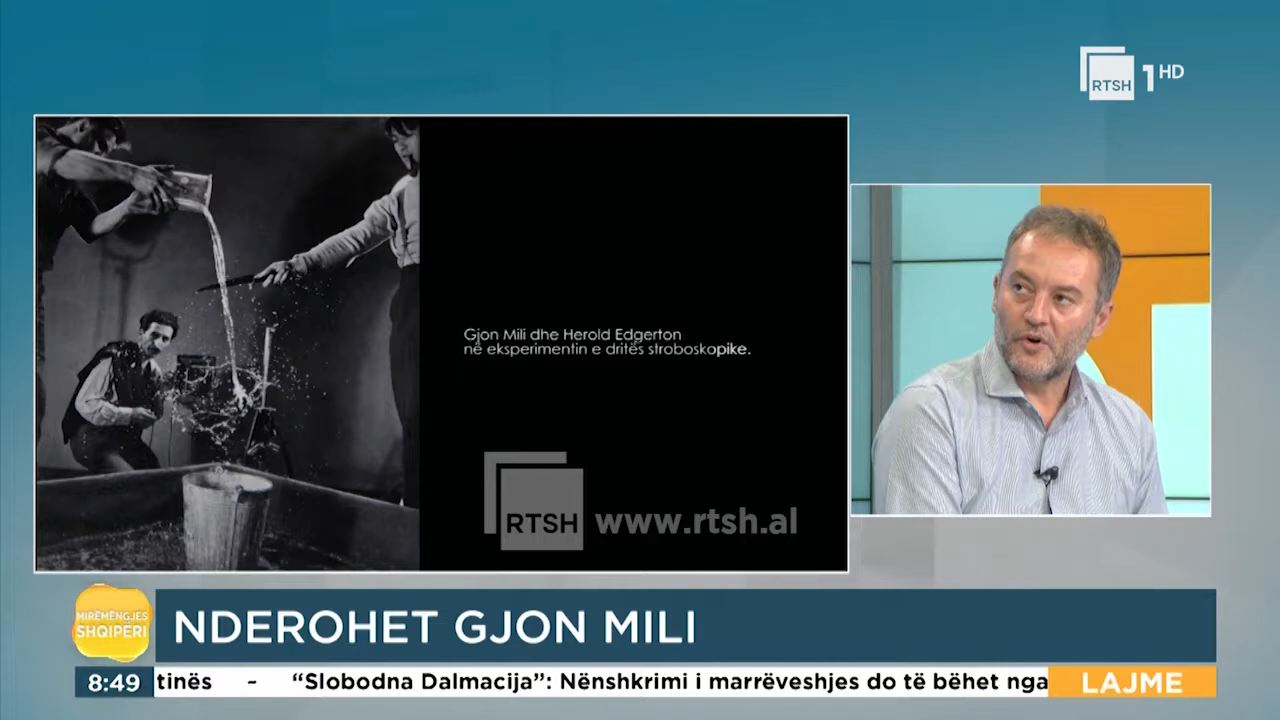 RTSH 1 HD
Gjon Mili dhe Herold Edgerton
në eksperimentin e dritës stroboskopike.
RTSH www.rtsh.al
MIRËMËNGJES
SHQIPËRI
NDEROHET GJON MILI
8:49 tinës - “Slobodna Dalmacija”: Nënshkrimi i marrëveshjes do të bëhet nga LAJME